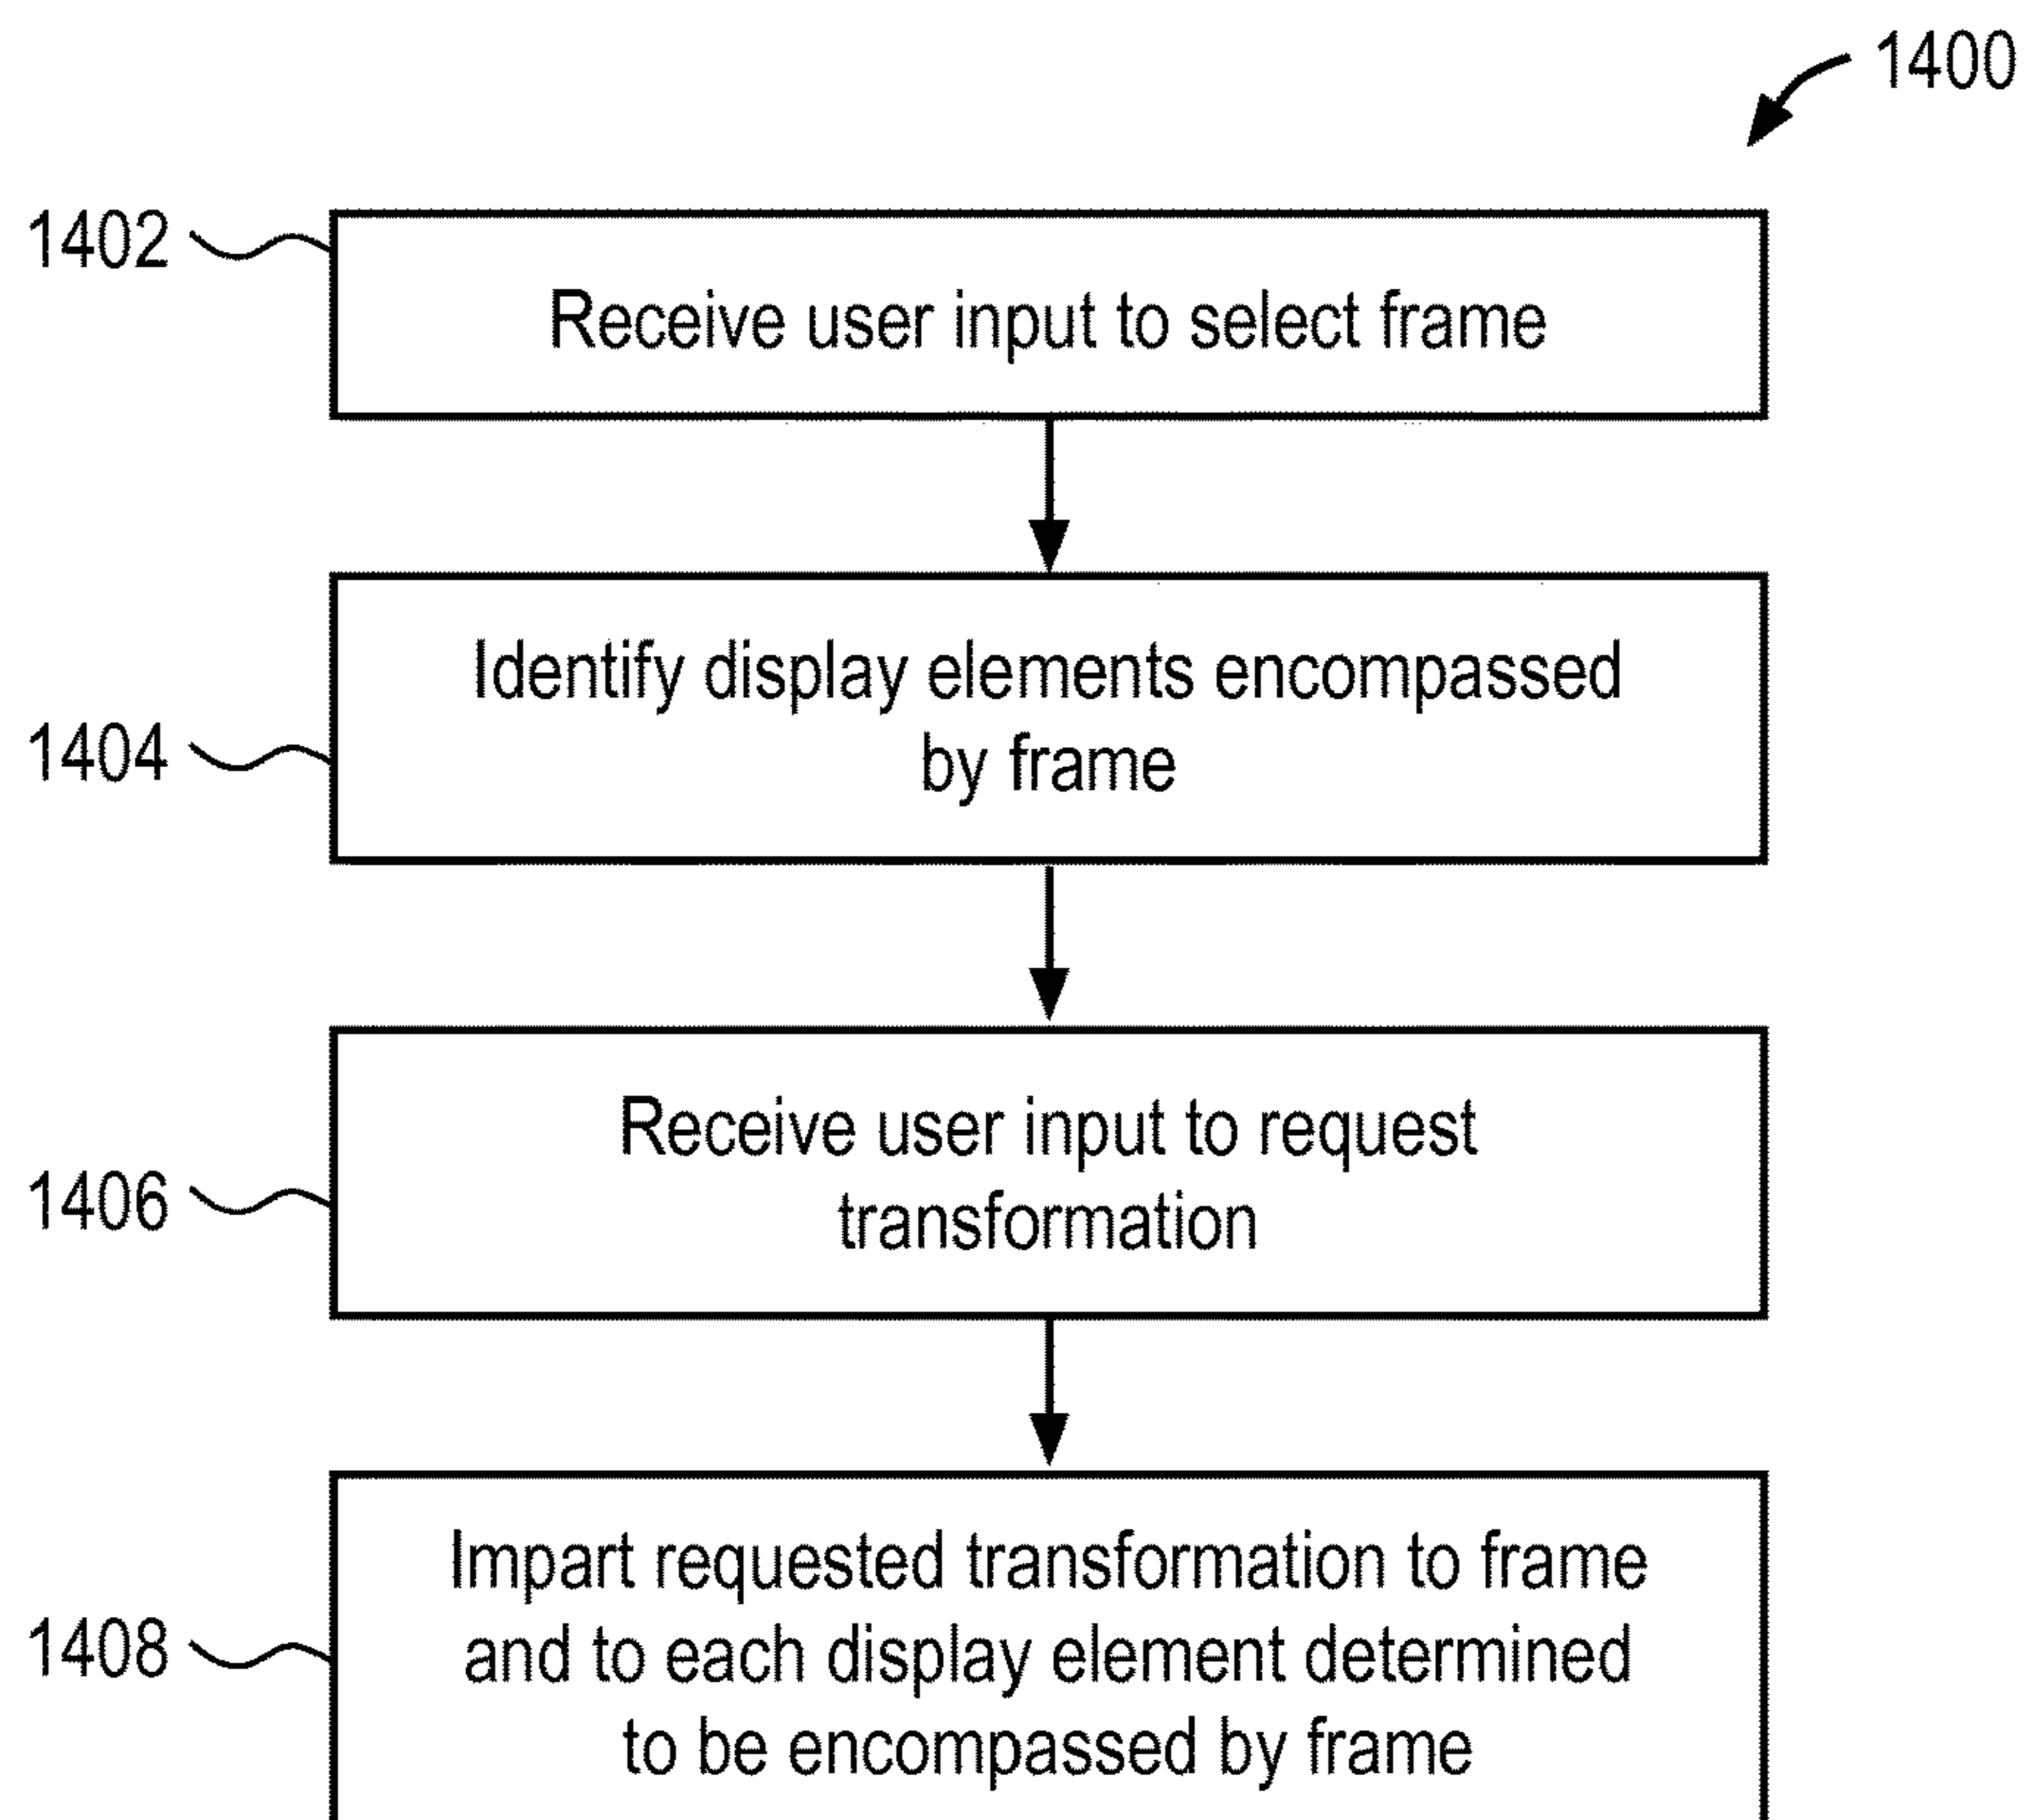 1400
1402
Receive user input to select frame
Identify display elements encompassed
by frame
1404
Receive user input to request
transformation
1406
Impart requested transformation to frame
and to each display element determined
to be encompassed by frame
1408